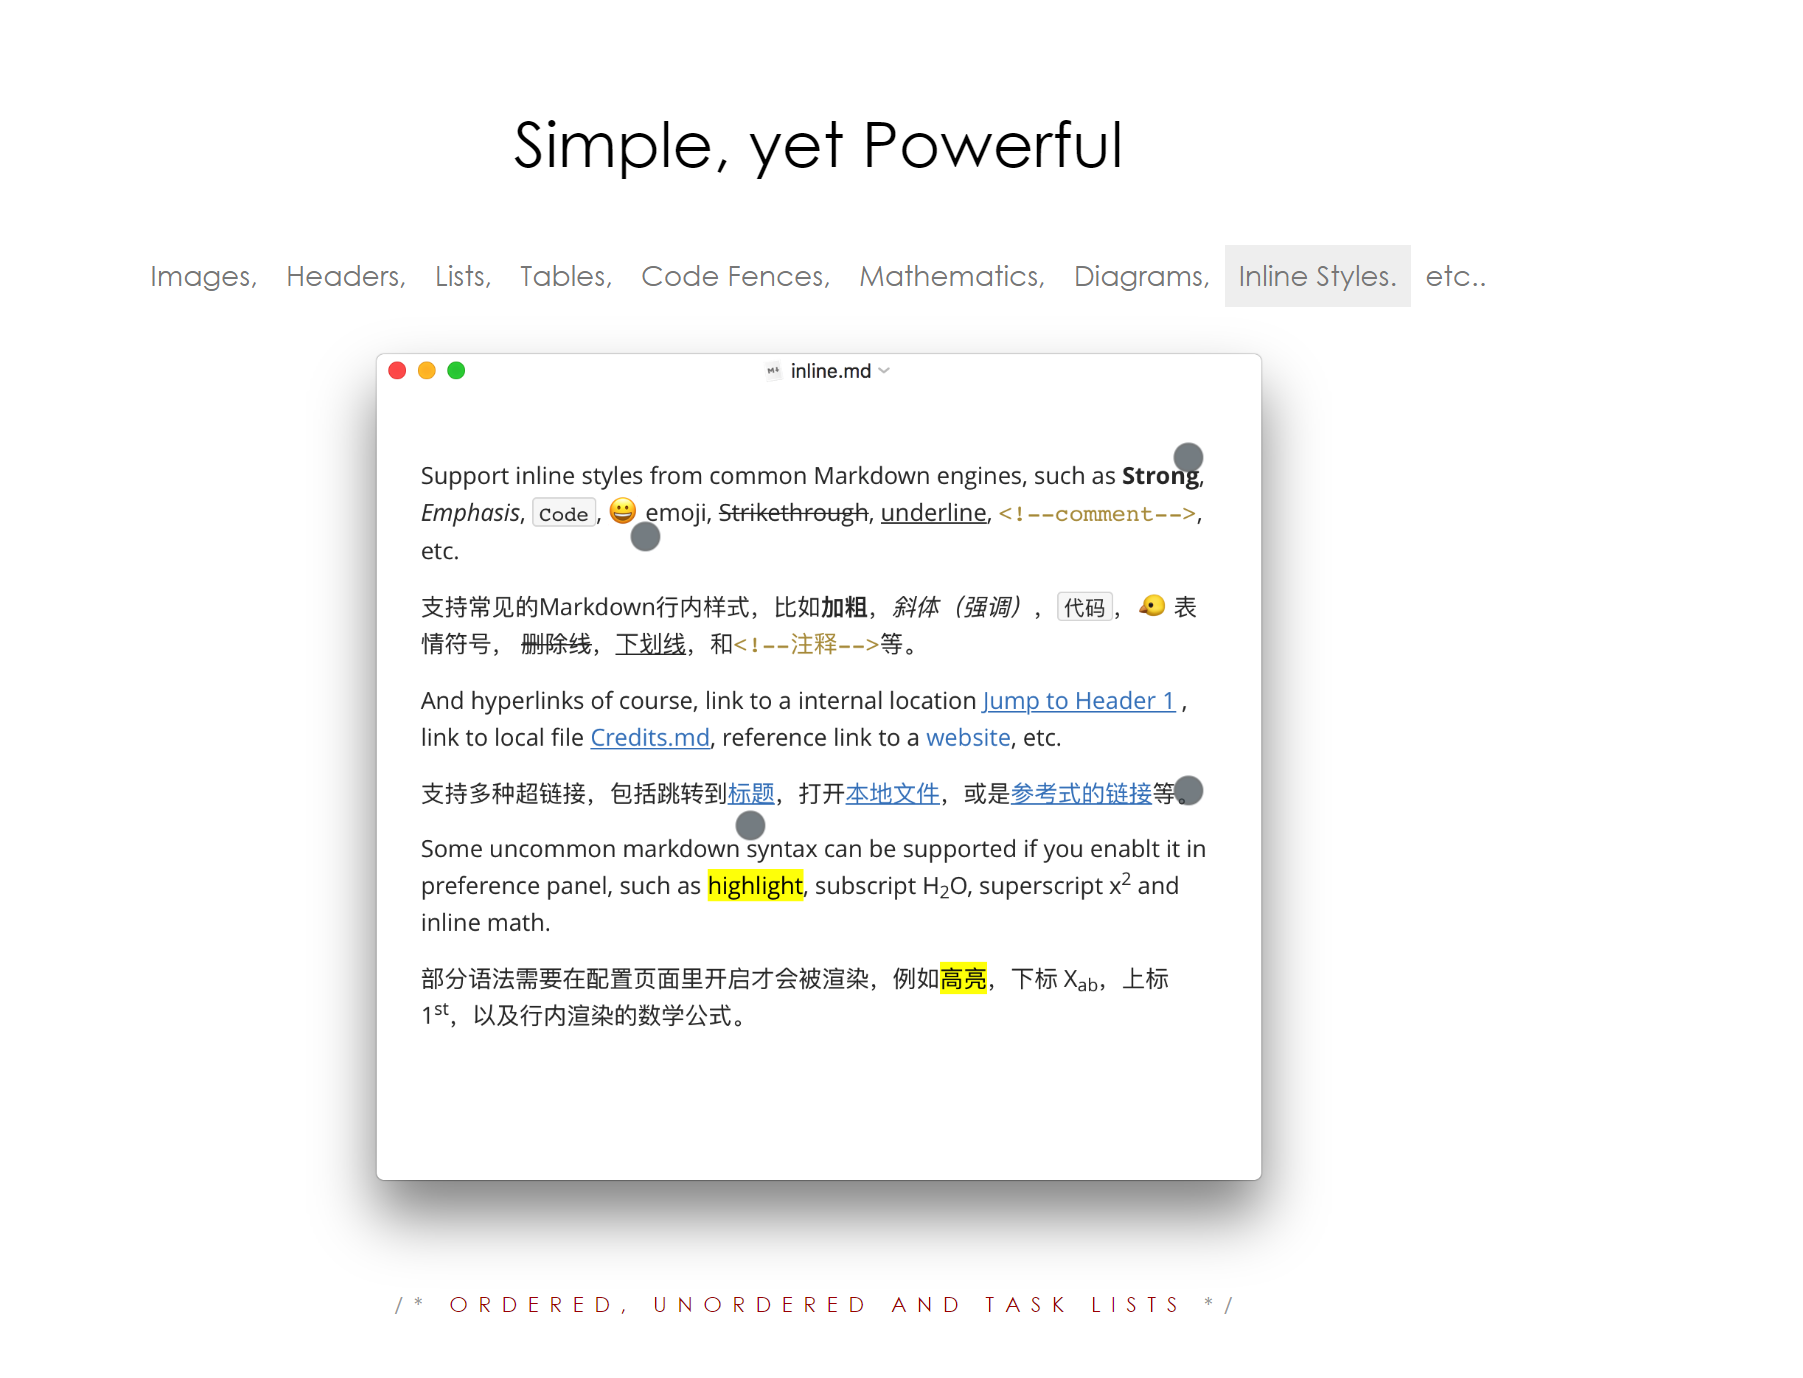 Simple, yet Powerful
Images, Headers, Lists, Tables, Code Fences, Mathematics, Diagrams, Inline Styles. etc..
inline.md
Support inline styles from common Markdown engines, such as Strong,
Emphasis, Code, 😀 emoji, Strikethrough, underline, <!--comment-->,
etc.
支持常见的Markdown行内样式，比如加粗，斜体（强调），代码，🐤 表
情符号， 删除线，下划线，和<!--注释-->等。
And hyperlinks of course, link to a internal location Jump to Header 1 ,
link to local file Credits.md, reference link to a website, etc.
支持多种超链接，包括跳转到标题，打开本地文件，或是参考式的链接等。
Some uncommon markdown syntax can be supported if you enablt it in
preference panel, such as highlight, subscript H₂O, superscript x² and
inline math.
部分语法需要在配置页面里开启才会被渲染，例如高亮，下标 Xab，上标
1st，以及行内渲染的数学公式。
/* ORDERED, UNORDERED AND TASK LISTS */